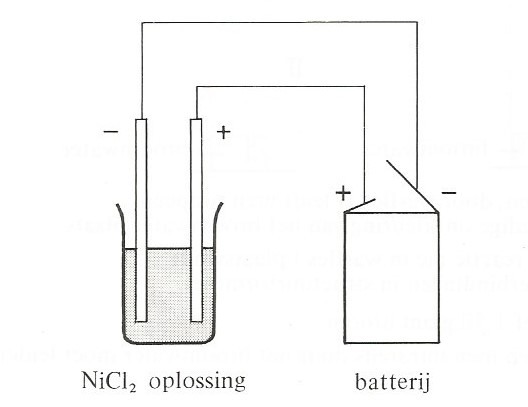 − +
+ −
NiCl₂ oplossing batterij